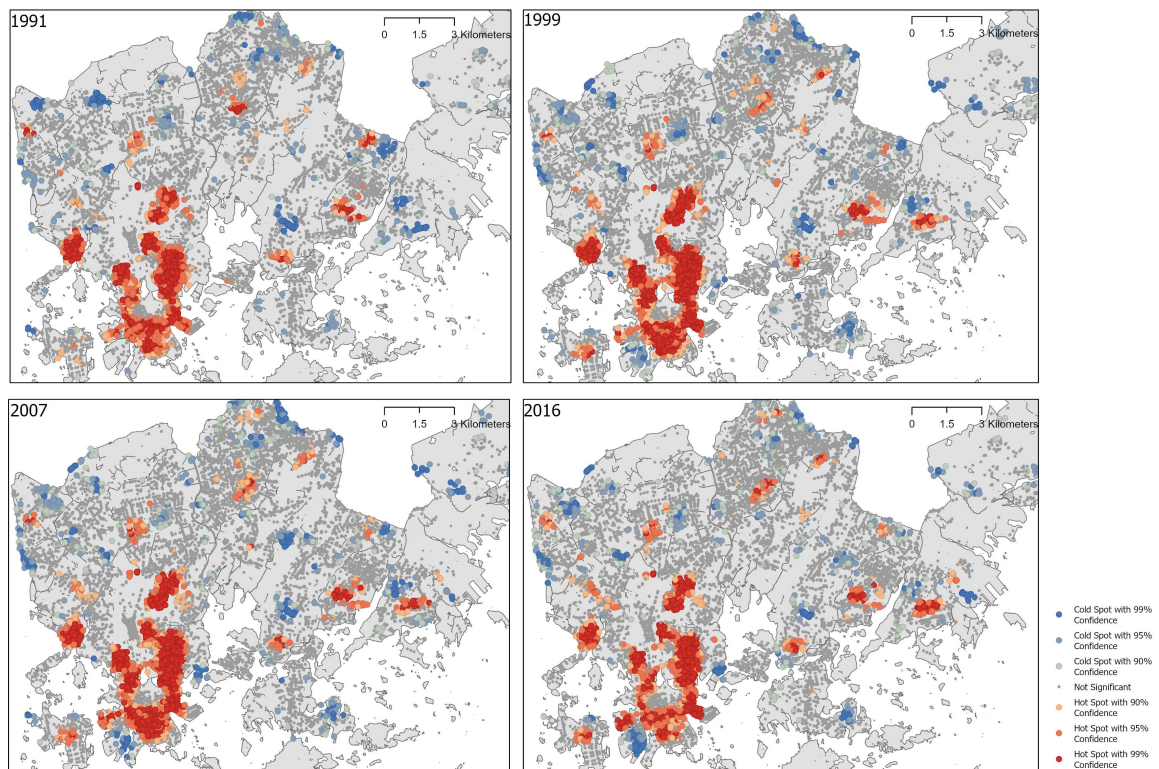 1991
0 1.5 3 Kilometers
1999
0 1.5 3 Kilometers
2007
0 1.5 3 Kilometers
2016
0 1.5 3 Kilometers
Cold Spot with 99%
Confidence
Cold Spot with 95%
Confidence
Cold Spot with 90%
Confidence
Not Significant
Hot Spot with 90%
Confidence
Hot Spot with 95%
Confidence
Hot Spot with 99%
Confidence